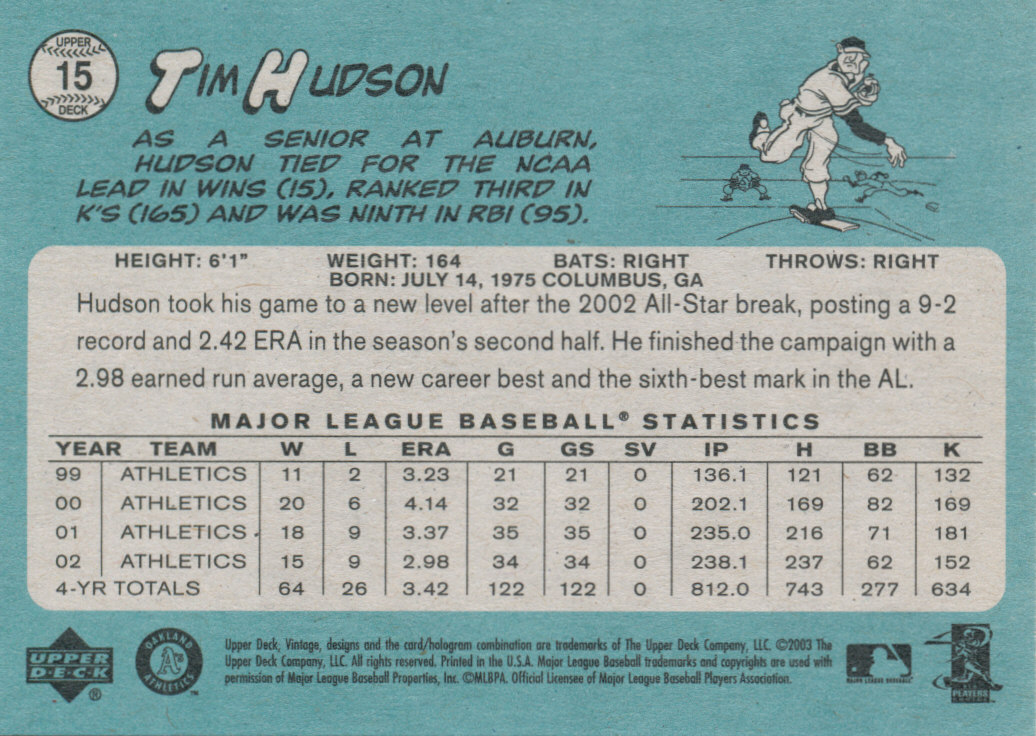 UPPER
15
DECK
TIM HUDSON
AS A SENIOR AT AUBURN,
HUDSON TIED FOR THE NCAA
LEAD IN WINS (15), RANKED THIRD IN
K'S (165) AND WAS NINTH IN RBI (95).
HEIGHT: 6'1" WEIGHT: 164 BATS: RIGHT THROWS: RIGHT
BORN: JULY 14, 1975 COLUMBUS, GA
Hudson took his game to a new level after the 2002 All-Star break, posting a 9-2
record and 2.42 ERA in the season's second half. He finished the campaign with a
2.98 earned run average, a new career best and the sixth-best mark in the AL.
MAJOR LEAGUE BASEBALL® STATISTICS
YEAR TEAM W L ERA G GS SV IP H BB K
99 ATHLETICS 11 2 3.23 21 21 0 136.1 121 62 132
00 ATHLETICS 20 6 4.14 32 32 0 202.1 169 82 169
01 ATHLETICS 18 9 3.37 35 35 0 235.0 216 71 181
02 ATHLETICS 15 9 2.98 34 34 0 238.1 237 62 152
4-YR TOTALS 64 26 3.42 122 122 0 812.0 743 277 634
UPPER
DECK
®
OAKLAND
A's
ATHLETICS
™
Upper Deck, Vintage, designs and the card/hologram combination are trademarks of The Upper Deck Company, LLC. ©2003 The
Upper Deck Company, LLC. All rights reserved. Printed in the U.S.A. Major League Baseball trademarks and copyrights are used with
permission of Major League Baseball Properties, Inc. ©MLBPA. Official Licensee of Major League Baseball Players Association.
MAJOR LEAGUE BASEBALL
PLAYERS